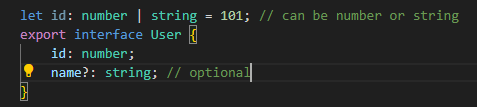 let id: number | string = 101; // can be number or string
export interface User {
    id: number;
    name?: string; // optional
}